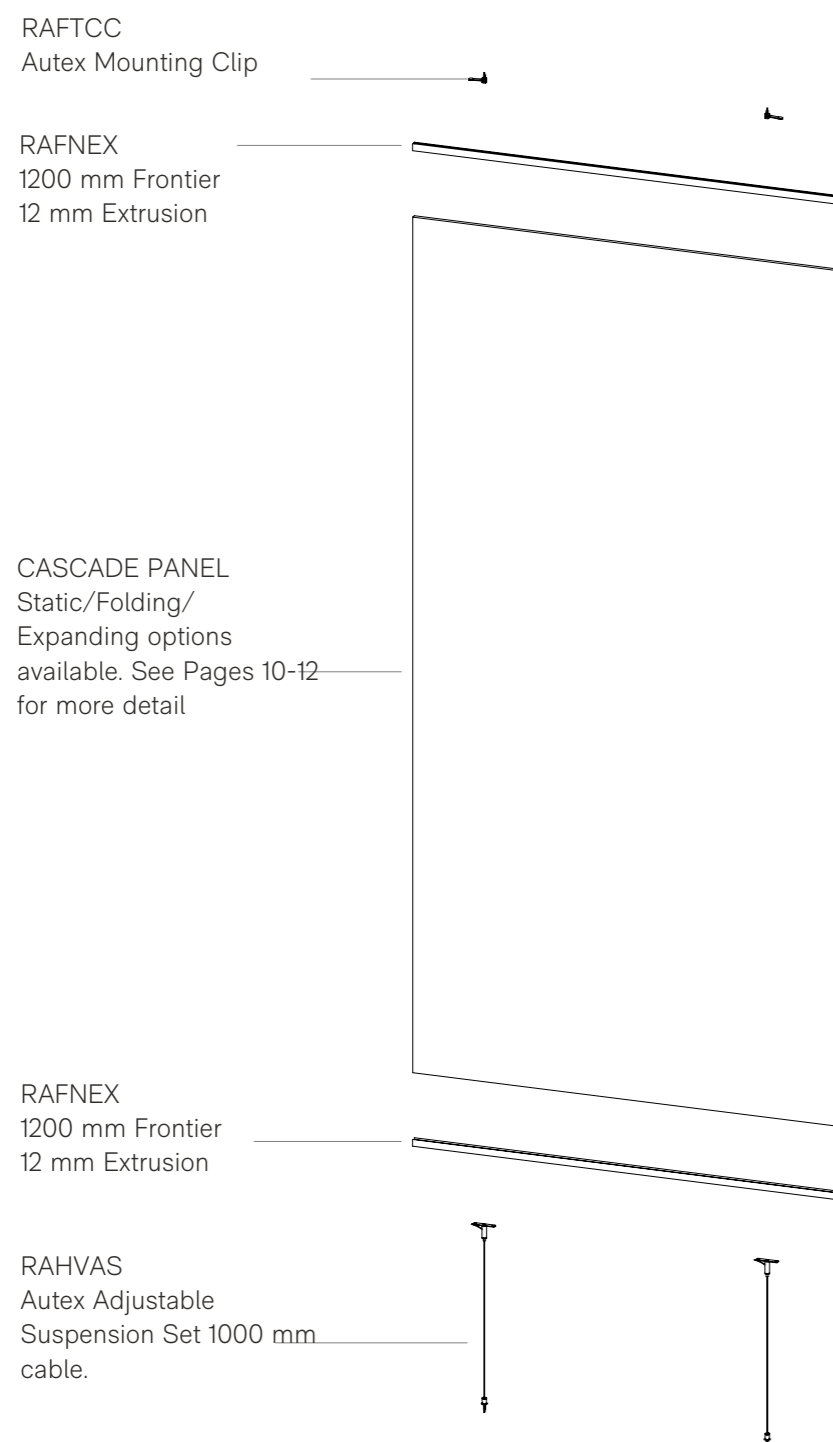 RAFTCC
Autex Mounting Clip
RAFNEX
1200 mm Frontier
12 mm Extrusion
CASCADE PANEL
Static/Folding/
Expanding options
available. See Pages 10-12
for more detail
RAFNEX
1200 mm Frontier
12 mm Extrusion
RAHVAS
Autex Adjustable
Suspension Set 1000 mm
cable.